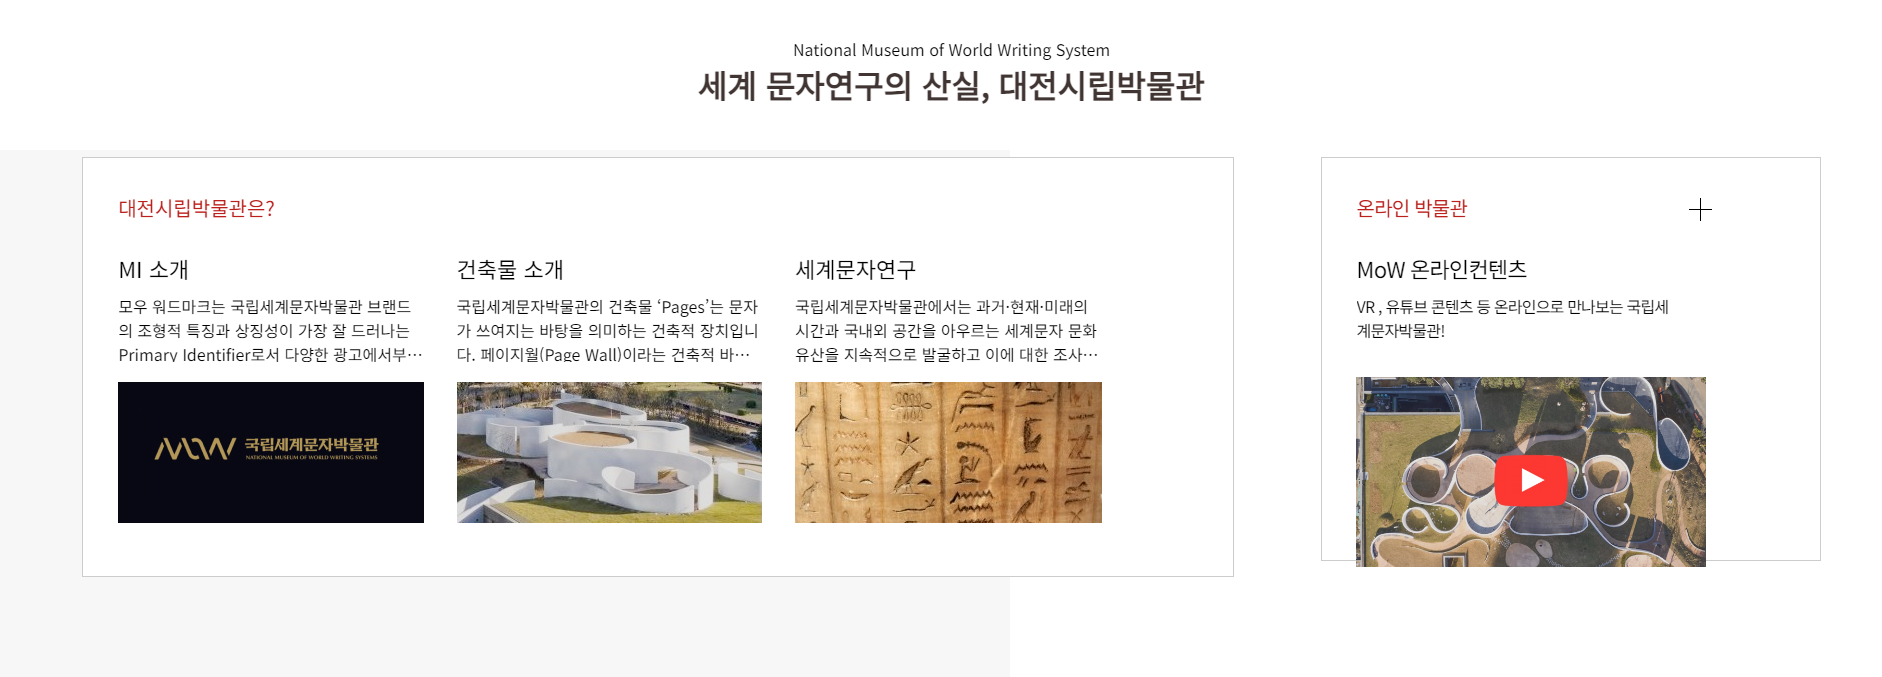 National Museum of World Writing System
세계 문자연구의 산실, 대전시립박물관
대전시립박물관은?
MI 소개
모우 워드마크는 국립세계문자박물관 브랜드
의 조형적 특징과 상징성이 가장 잘 드러나는
Primary Identifier로서 다양한 광고에서부…
MOW 국립세계문자박물관
NATIONAL MUSEUM OF WORLD WRITING SYSTEMS
건축물 소개
국립세계문자박물관의 건축물 ‘Pages’는 문자
가 쓰여지는 바탕을 의미하는 건축적 장치입니
다. 페이지월(Page Wall)이라는 건축적 바…
세계문자연구
국립세계문자박물관에서는 과거·현재·미래의
시간과 국내외 공간을 아우르는 세계문자 문화
유산을 지속적으로 발굴하고 이에 대한 조사…
온라인 박물관
MoW 온라인컨텐츠
VR , 유튜브 콘텐츠 등 온라인으로 만나보는 국립세
계문자박물관!